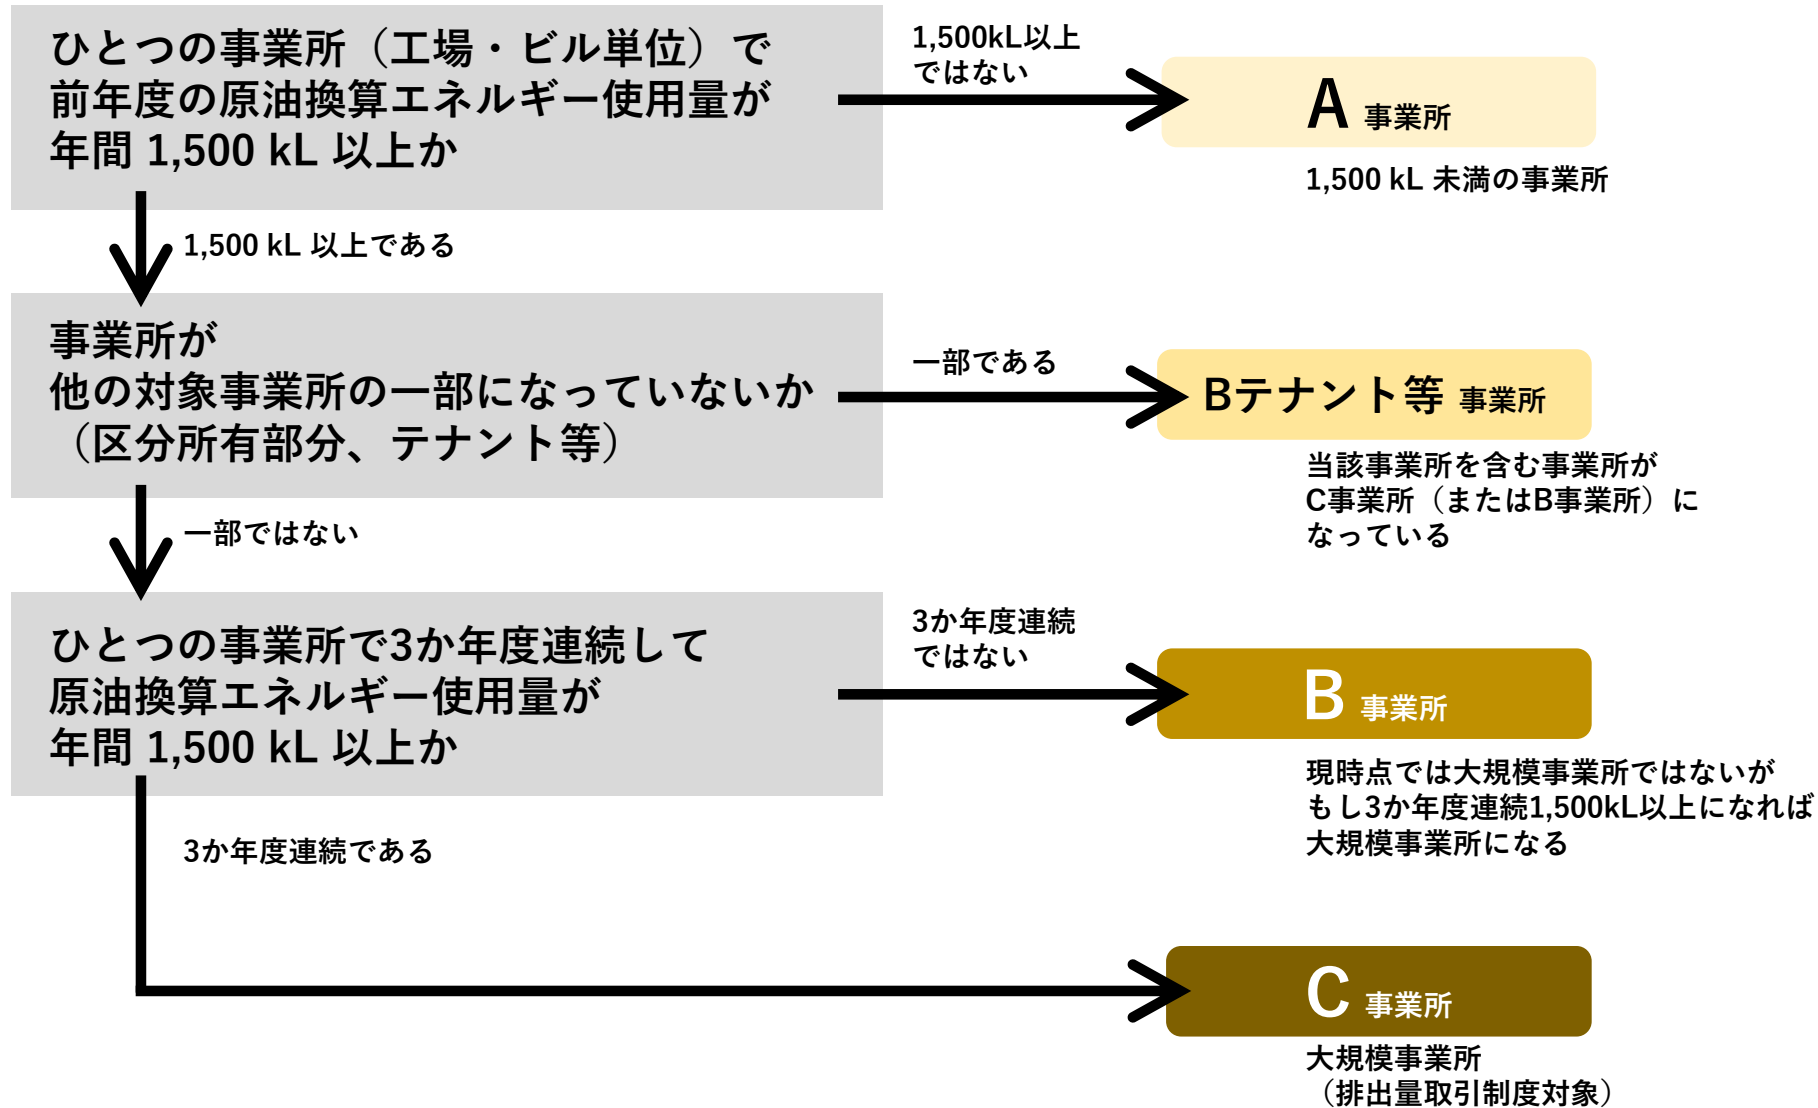 ひとつの事業所（工場・ビル単位）で
前年度の原油換算エネルギー使用量が
年間 1,500 kL 以上か
1,500kL以上
ではない
A 事業所
1,500 kL 未満の事業所
1,500 kL 以上である
事業所が
他の対象事業所の一部になっていないか
（区分所有部分、テナント等）
一部である
Bテナント等 事業所
当該事業所を含む事業所が
C事業所（またはB事業所）に
なっている
一部ではない
ひとつの事業所で3か年度連続して
原油換算エネルギー使用量が
年間 1,500 kL 以上か
3か年度連続
ではない
B 事業所
現時点では大規模事業所ではないが
もし3か年度連続1,500kL以上になれば
大規模事業所になる
3か年度連続である
C 事業所
大規模事業所
（排出量取引制度対象）